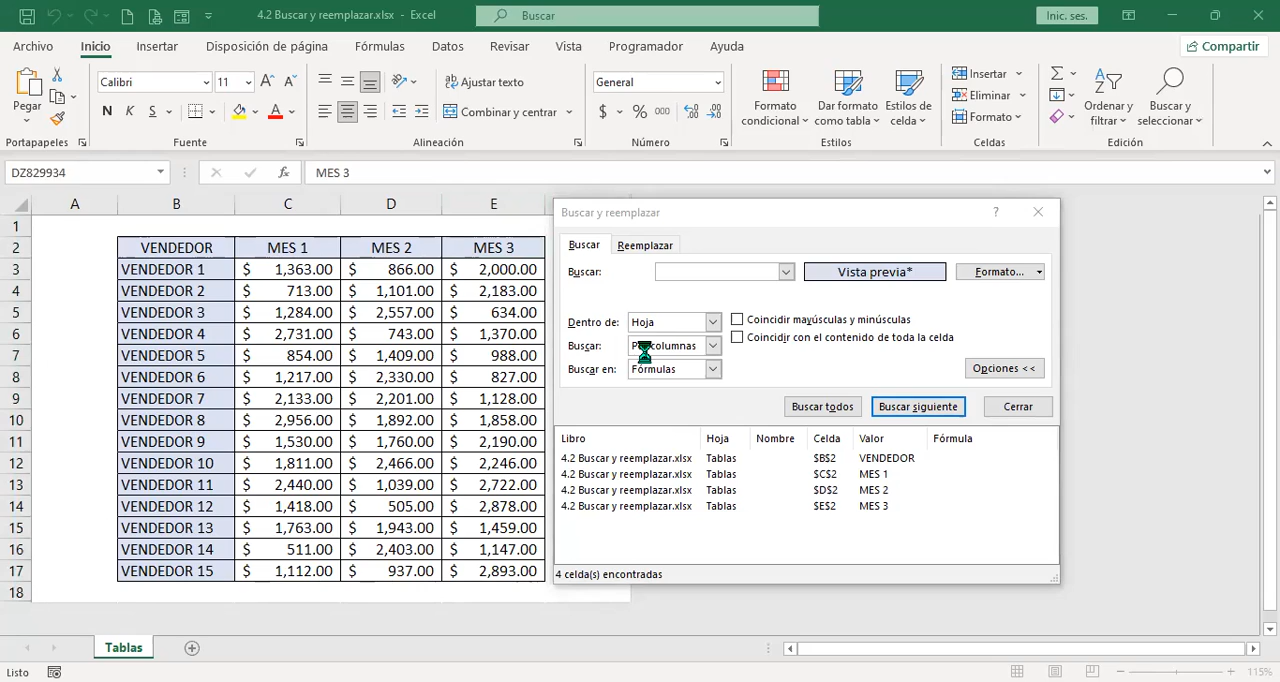 4.2 Buscar y reemplazar.xlsx - Excel
Buscar
Inic. ses.
Archivo Inicio Insertar Disposición de página Fórmulas Datos Revisar Vista Programador Ayuda Compartir
Pegar
Portapapeles
Calibri 11
N K S
Fuente
Ajustar texto
Combinar y centrar
Alineación
General
$ % 000
Número
Formato condicional
Dar formato como tabla
Estilos de celda
Estilos
Insertar
Eliminar
Formato
Celdas
Ordenar y filtrar
Buscar y seleccionar
Edición
DZ829934 fx MES 3
A B C D E
1
2 VENDEDOR MES 1 MES 2 MES 3
3 VENDEDOR 1 $ 1,363.00 $ 866.00 $ 2,000.00
4 VENDEDOR 2 $ 713.00 $ 1,101.00 $ 2,183.00
5 VENDEDOR 3 $ 1,284.00 $ 2,557.00 $ 634.00
6 VENDEDOR 4 $ 2,731.00 $ 743.00 $ 1,370.00
7 VENDEDOR 5 $ 854.00 $ 1,409.00 $ 988.00
8 VENDEDOR 6 $ 1,217.00 $ 2,330.00 $ 827.00
9 VENDEDOR 7 $ 2,133.00 $ 2,201.00 $ 1,128.00
10 VENDEDOR 8 $ 2,956.00 $ 1,892.00 $ 1,858.00
11 VENDEDOR 9 $ 1,530.00 $ 1,760.00 $ 2,190.00
12 VENDEDOR 10 $ 1,811.00 $ 2,466.00 $ 2,246.00
13 VENDEDOR 11 $ 2,440.00 $ 1,039.00 $ 2,722.00
14 VENDEDOR 12 $ 1,418.00 $ 505.00 $ 2,878.00
15 VENDEDOR 13 $ 1,763.00 $ 1,943.00 $ 1,459.00
16 VENDEDOR 14 $ 511.00 $ 2,403.00 $ 1,147.00
17 VENDEDOR 15 $ 1,112.00 $ 937.00 $ 2,893.00
18
Buscar y reemplazar
Buscar Reemplazar
Buscar: Vista previa* Formato...
Dentro de: Hoja Coincidir mayúsculas y minúsculas
Buscar: columnas Coincidir con el contenido de toda la celda
Buscar en: Fórmulas Opciones <<
Buscar todos Buscar siguiente Cerrar
Libro Hoja Nombre Celda Valor Fórmula
4.2 Buscar y reemplazar.xlsx Tablas $B$2 VENDEDOR
4.2 Buscar y reemplazar.xlsx Tablas $C$2 MES 1
4.2 Buscar y reemplazar.xlsx Tablas $D$2 MES 2
4.2 Buscar y reemplazar.xlsx Tablas $E$2 MES 3
4 celda(s) encontradas
Tablas
Listo 115%